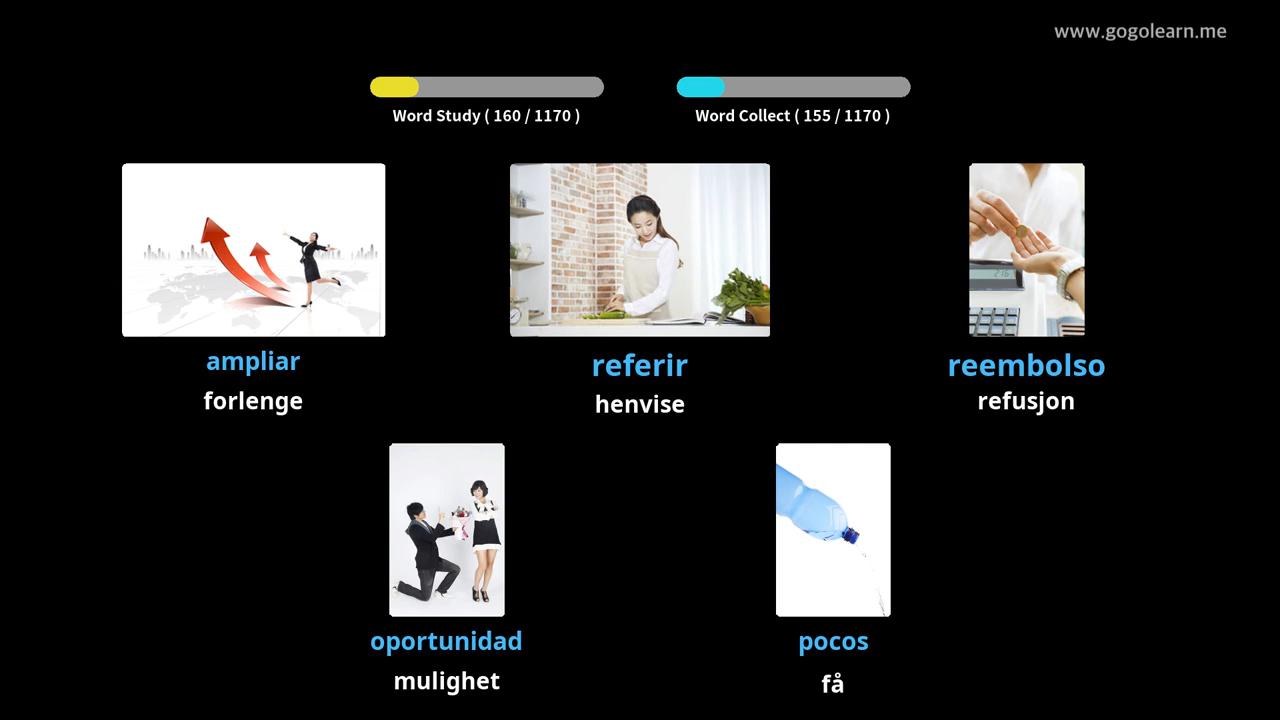 www.gogolearn.me
Word Study ( 160 / 1170 )
Word Collect ( 155 / 1170 )
ampliar
forlenge
referir
henvise
reembolso
refusjon
oportunidad
mulighet
pocos
få